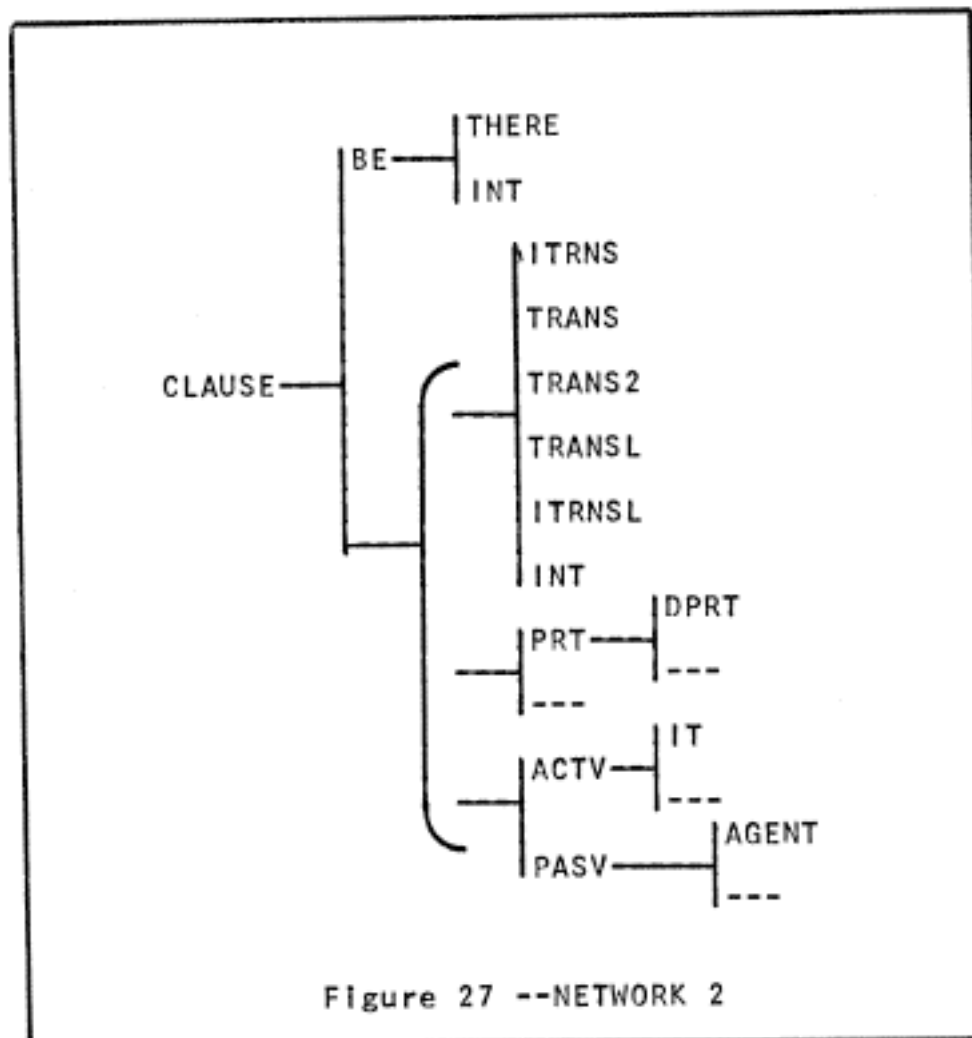 THERE
BE
INT
ITRNS
TRANS
CLAUSE
TRANS2
TRANSL
ITRNSL
INT
DPRT
PRT
---
---
IT
ACTV
---
AGENT
PASV
---
Figure 27 --NETWORK 2